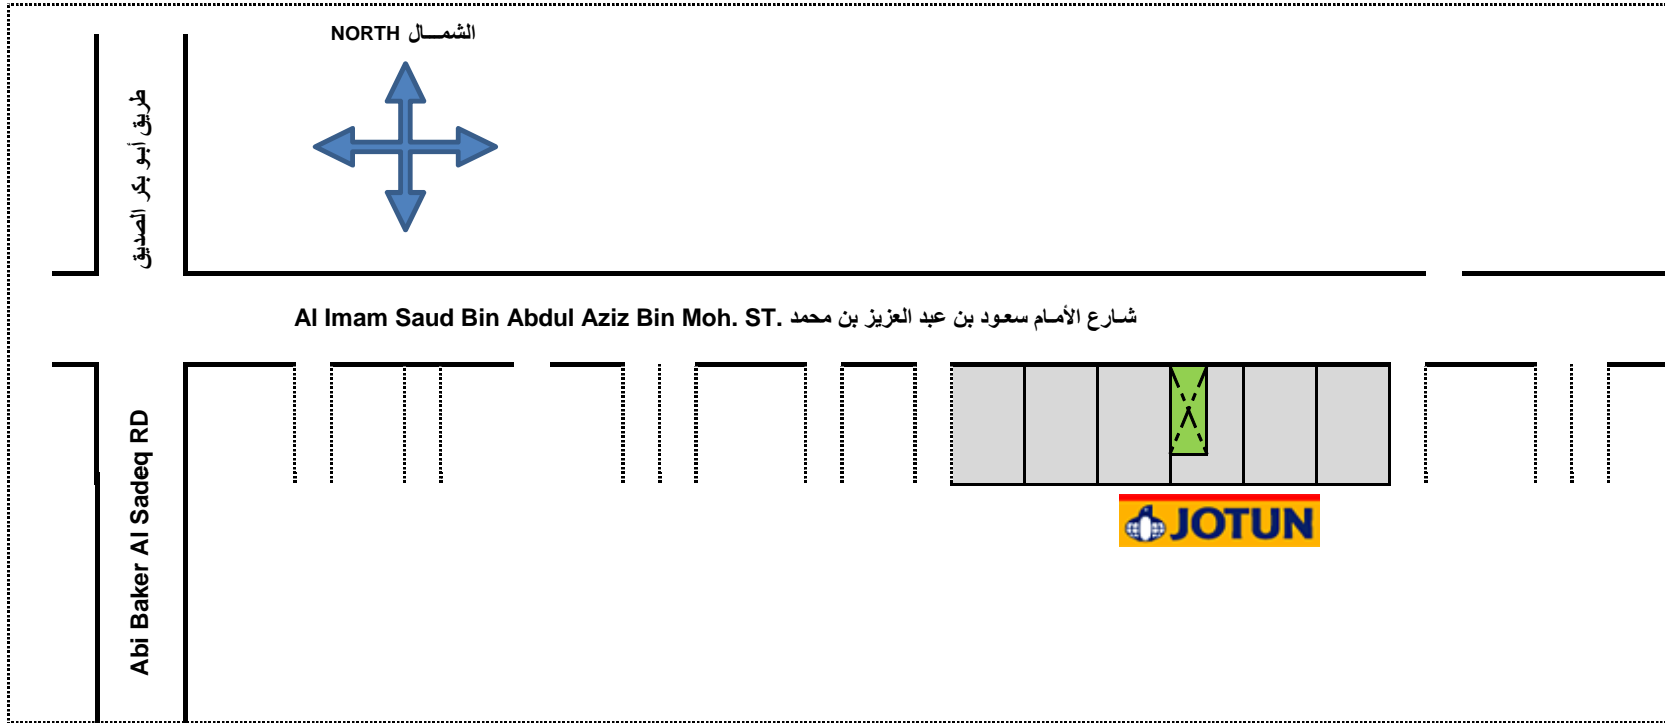 الشمـــال NORTH
طريق أبو بكر الصديق
Al Imam Saud Bin Abdul Aziz Bin Moh. ST. شـارع الأمـام سعـود بن عبد العزيز بن محمد
Abi Baker Al Sadeq RD
JOTUN